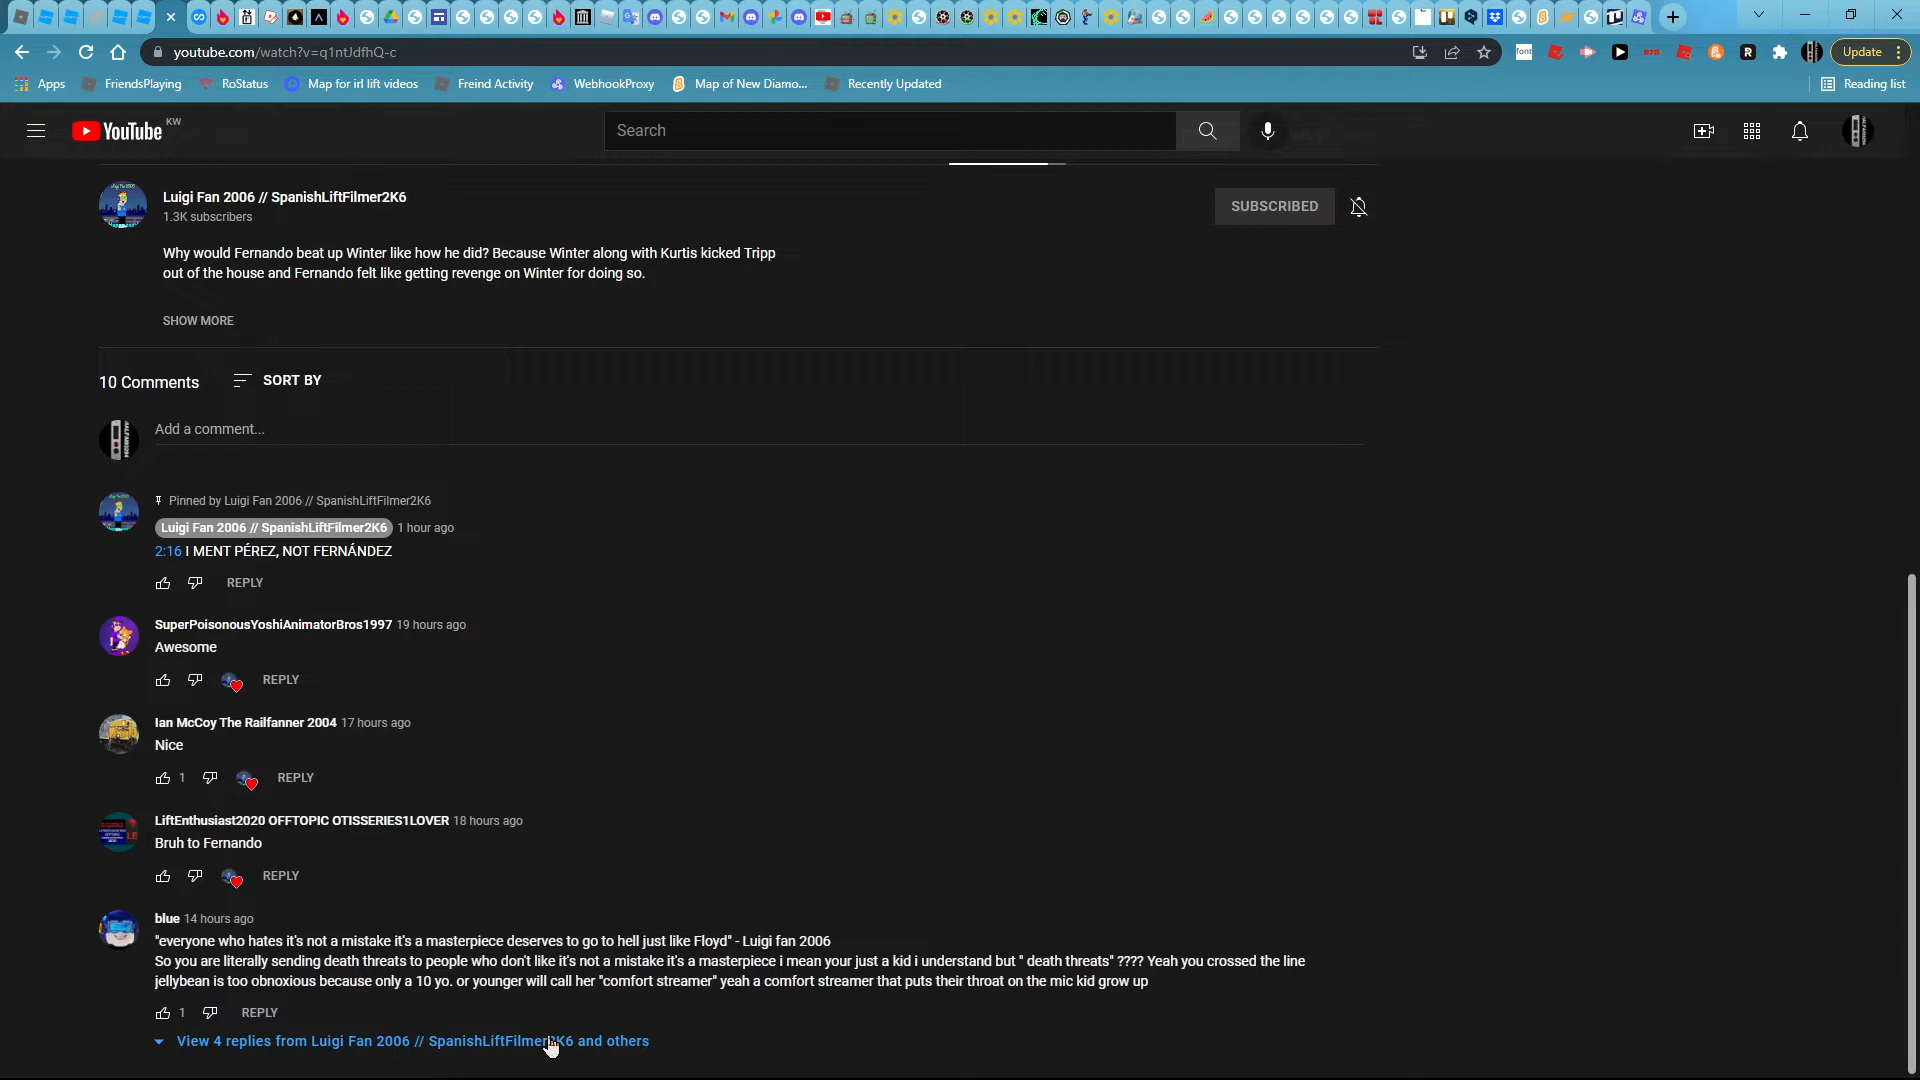 youtube.com/watch?v=q1ntJdfhQ-c
Update
Apps
FriendsPlaying
RoStatus
Map for irl lift videos
Freind Activity
WebhookProxy
Map of New Diamo...
Recently Updated
Reading list
YouTube KW
Search
Luigi Fan 2006 // SpanishLiftFilmer2K6
1.3K subscribers
SUBSCRIBED
Why would Fernando beat up Winter like how he did? Because Winter along with Kurtis kicked Tripp
out of the house and Fernando felt like getting revenge on Winter for doing so.
SHOW MORE
10 Comments
SORT BY
Add a comment...
Pinned by Luigi Fan 2006 // SpanishLiftFilmer2K6
Luigi Fan 2006 // SpanishLiftFilmer2K6 1 hour ago
2:16 I MENT PÉREZ, NOT FERNÁNDEZ
REPLY
SuperPoisonousYoshiAnimatorBros1997 19 hours ago
Awesome
REPLY
Ian McCoy The Railfanner 2004 17 hours ago
Nice
1 REPLY
LiftEnthusiast2020 OFFTOPIC OTISSERIES1LOVER 18 hours ago
Bruh to Fernando
REPLY
blue 14 hours ago
"everyone who hates it's not a mistake it's a masterpiece deserves to go to hell just like Floyd" - Luigi fan 2006
So you are literally sending death threats to people who don't like it's not a mistake it's a masterpiece i mean your just a kid i understand but " death threats" ???? Yeah you crossed the line
jellybean is too obnoxious because only a 10 yo. or younger will call her "comfort streamer" yeah a comfort streamer that puts their throat on the mic kid grow up
1 REPLY
View 4 replies from Luigi Fan 2006 // SpanishLiftFilmer2K6 and others